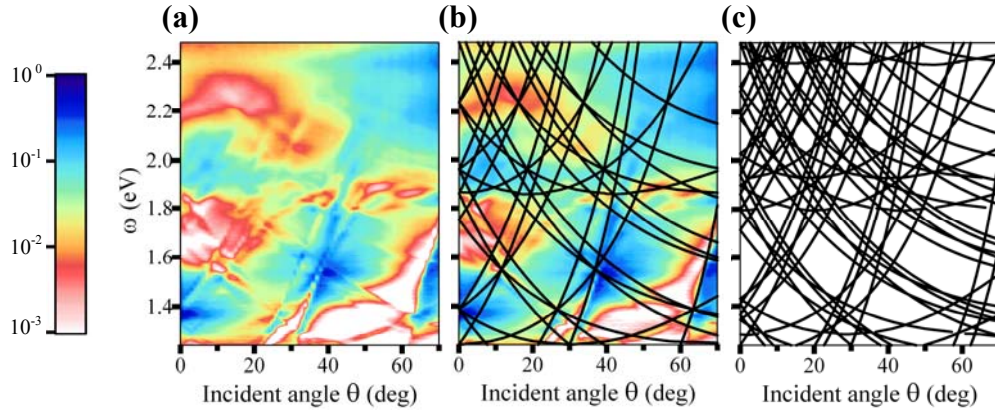 (a) (b) (c)
10⁰
10⁻¹
10⁻²
10⁻³
ω (eV)
2.4
2.2
2.0
1.8
1.6
1.4
0 20 40 60
Incident angle θ (deg)
0 20 40 60
Incident angle θ (deg)
0 20 40 60
Incident angle θ (deg)